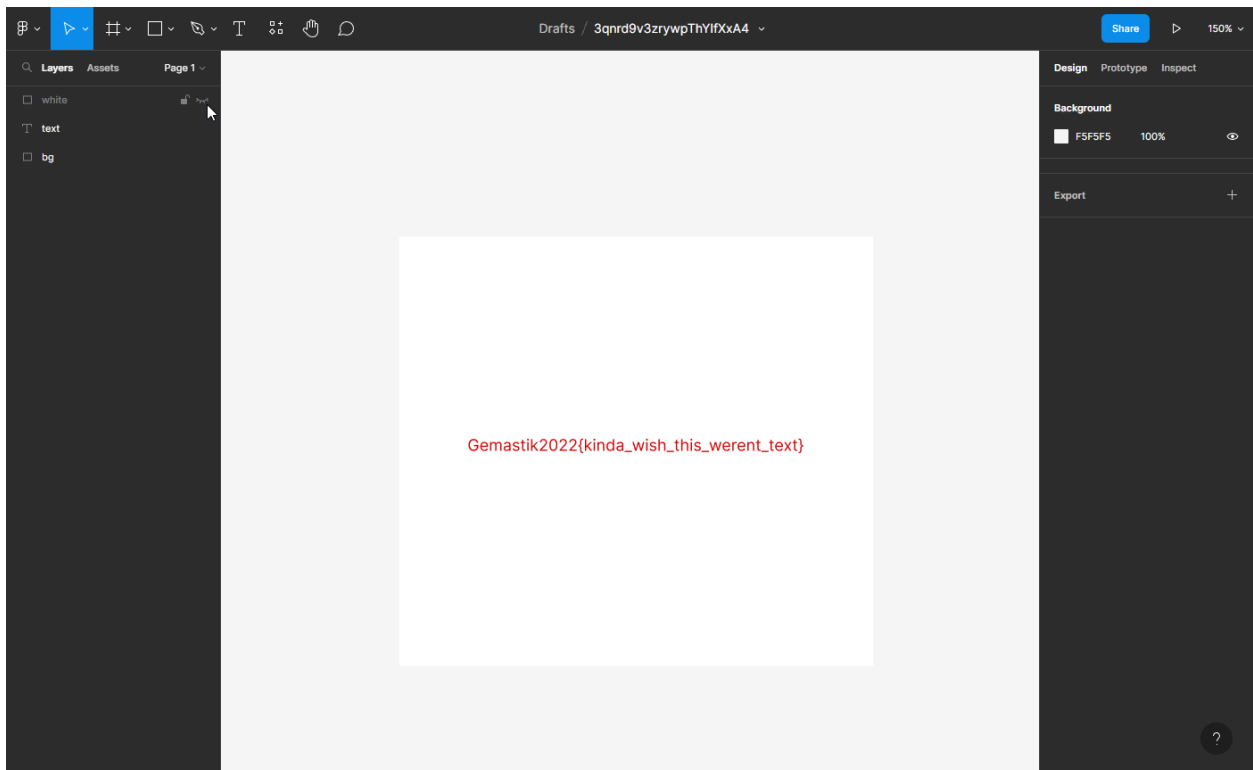 Drafts / 3qnrd9v3zrywpThYIfXxA4
Share
150%
Layers Assets Page 1
Design Prototype Inspect
white
text
bg
Background
F5F5F5 100%
Export
Gemastik2022{kinda_wish_this_werent_text}
?